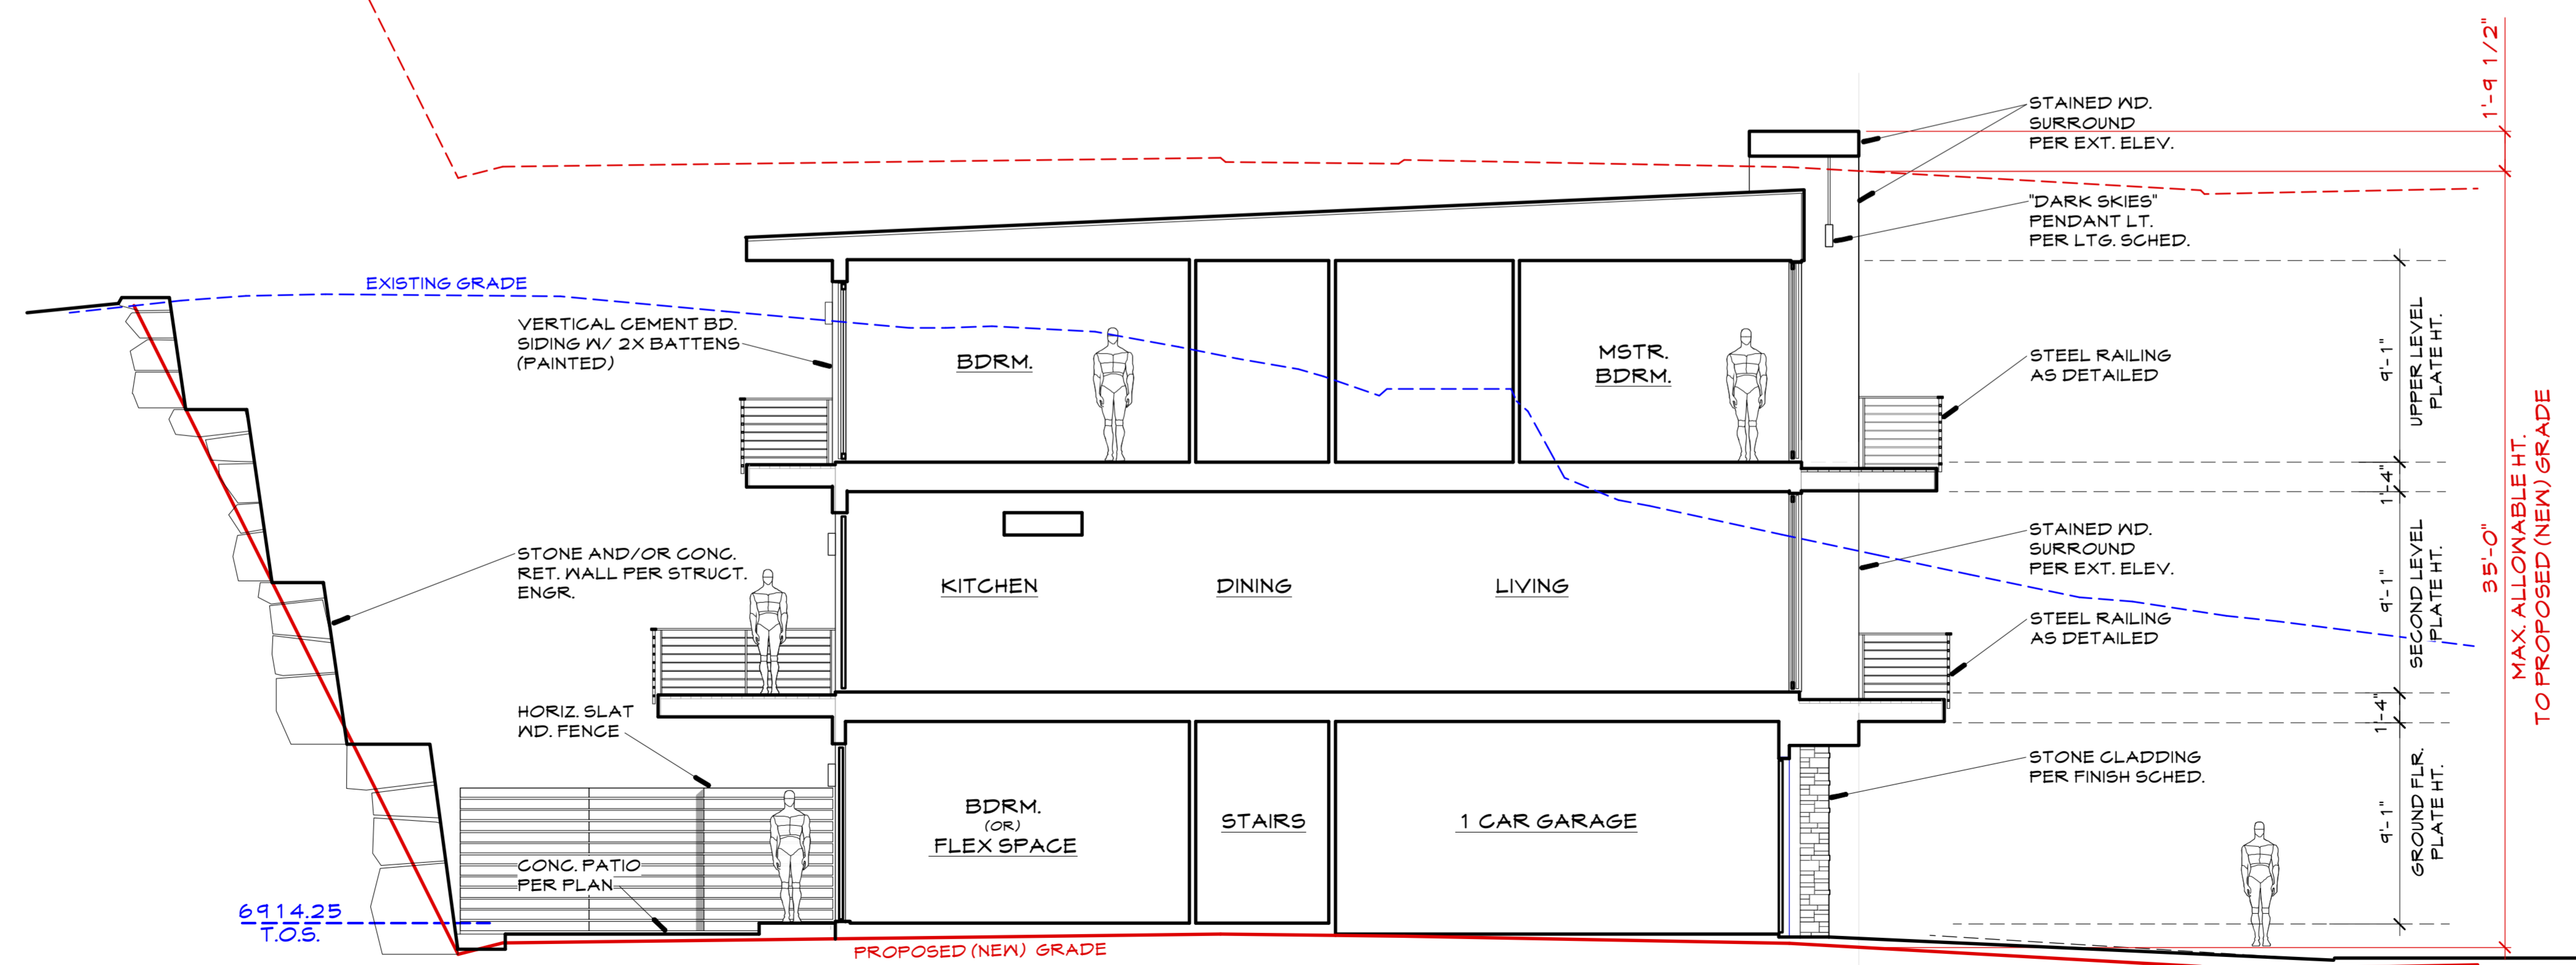 1'-9 1/2"
STAINED WD.
SURROUND
PER EXT. ELEV.
"DARK SKIES"
PENDANT LT.
PER LTG. SCHED.
EXISTING GRADE
VERTICAL CEMENT BD.
SIDING W/ 2X BATTENS
(PAINTED)
BDRM.
MSTR.
BDRM.
STEEL RAILING
AS DETAILED
9'-1"
UPPER LEVEL
PLATE HT.
1'-4"
STONE AND/OR CONC.
RET. WALL PER STRUCT.
ENGR.
KITCHEN
DINING
LIVING
STAINED WD.
SURROUND
PER EXT. ELEV.
STEEL RAILING
AS DETAILED
9'-1"
SECOND LEVEL
PLATE HT.
35'-0"
MAX. ALLOWABLE HT.
TO PROPOSED (NEW) GRADE
1'-4"
HORIZ. SLAT
WD. FENCE
BDRM.
(OR)
FLEX SPACE
STAIRS
1 CAR GARAGE
STONE CLADDING
PER FINISH SCHED.
9'-1"
GROUND FLR.
PLATE HT.
CONC. PATIO
PER PLAN
6914.25
T.O.S.
PROPOSED (NEW) GRADE